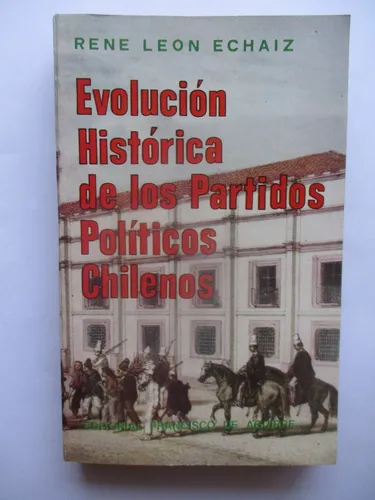 RENE LEON ECHAIZ
Evolución
Histórica
de los Partidos
Políticos
Chilenos
EDITORIAL FRANCISCO DE AGUIRRE